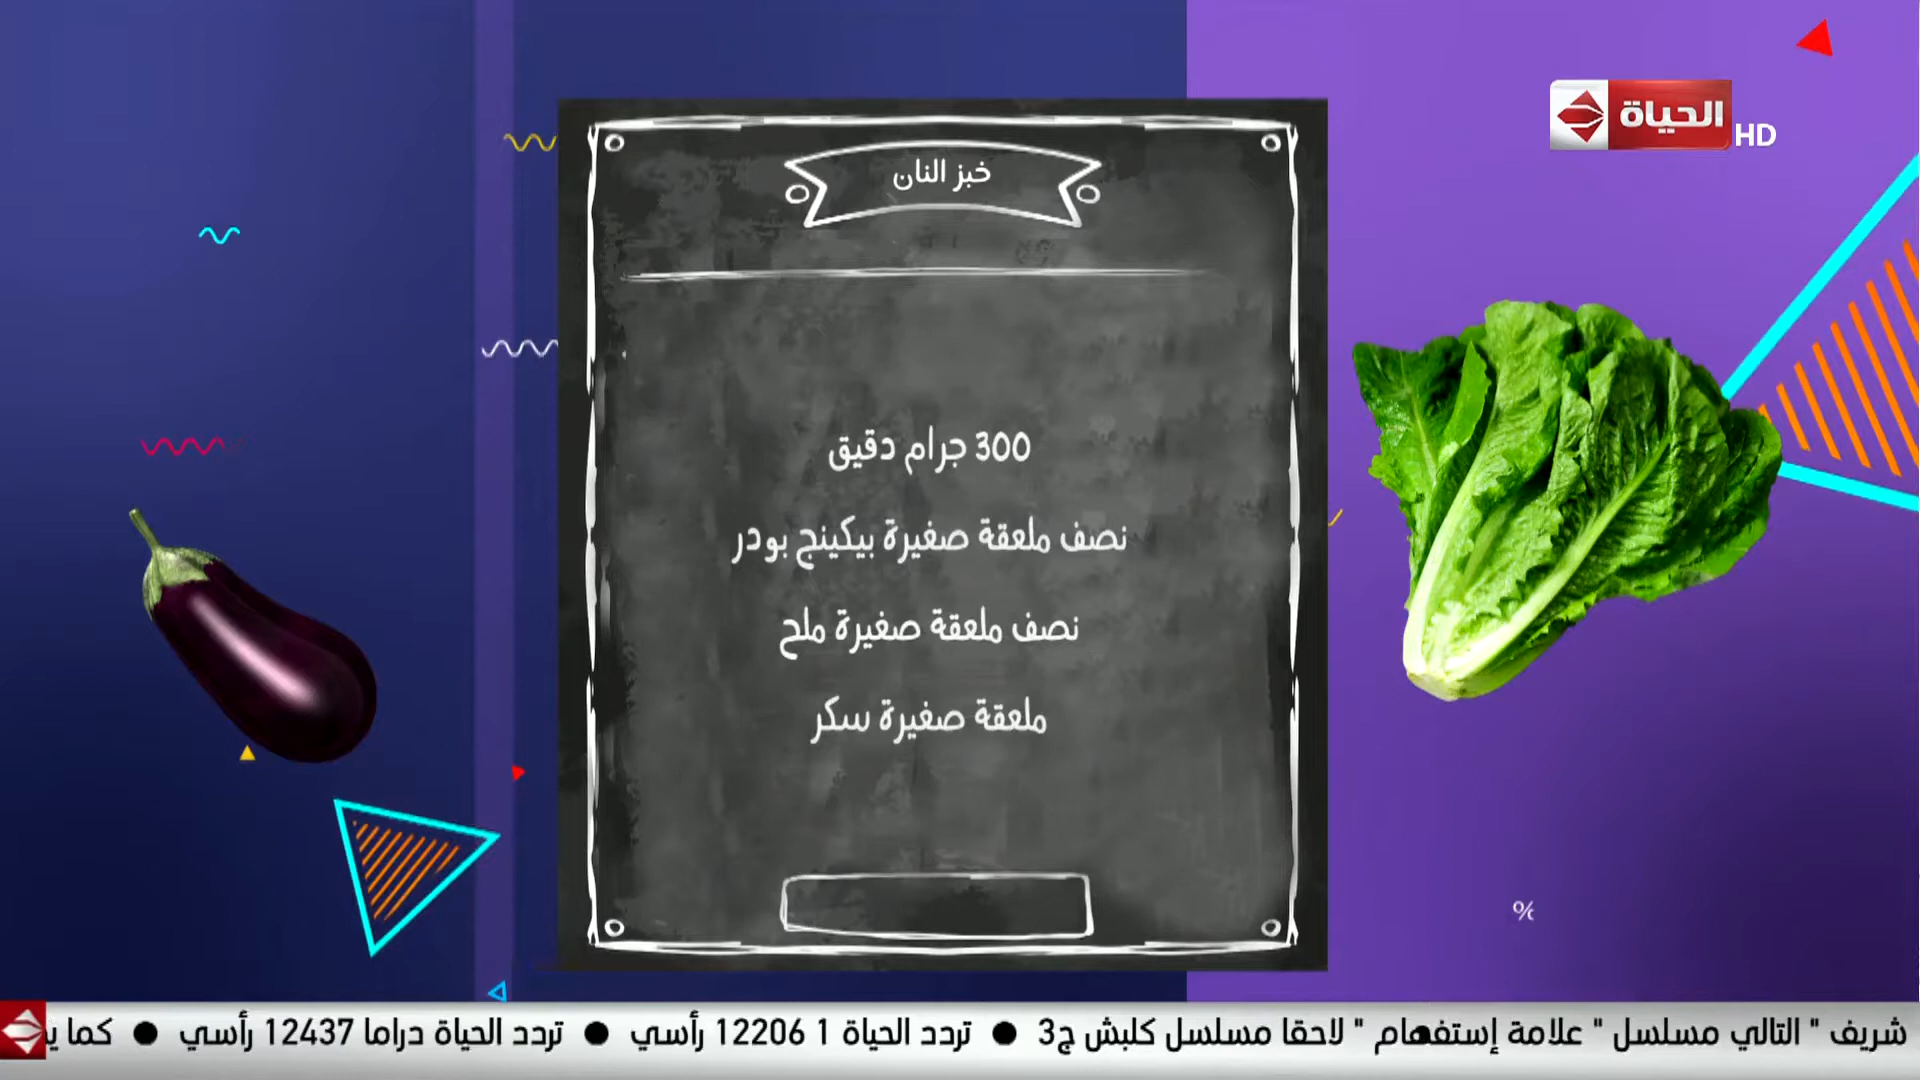 الحياة
HD
خبز النان
300 جرام دقيق
نصف ملعقة صغيرة بيكينج بودر
نصف ملعقة صغيرة ملح
ملعقة صغيرة سكر
%
شريف " التالي مسلسل " علامة إستفهام " لاحقا مسلسل كلبش ج3 ● تردد الحياة 1 12206 رأسي ● تردد الحياة دراما 12437 رأسي ● كما